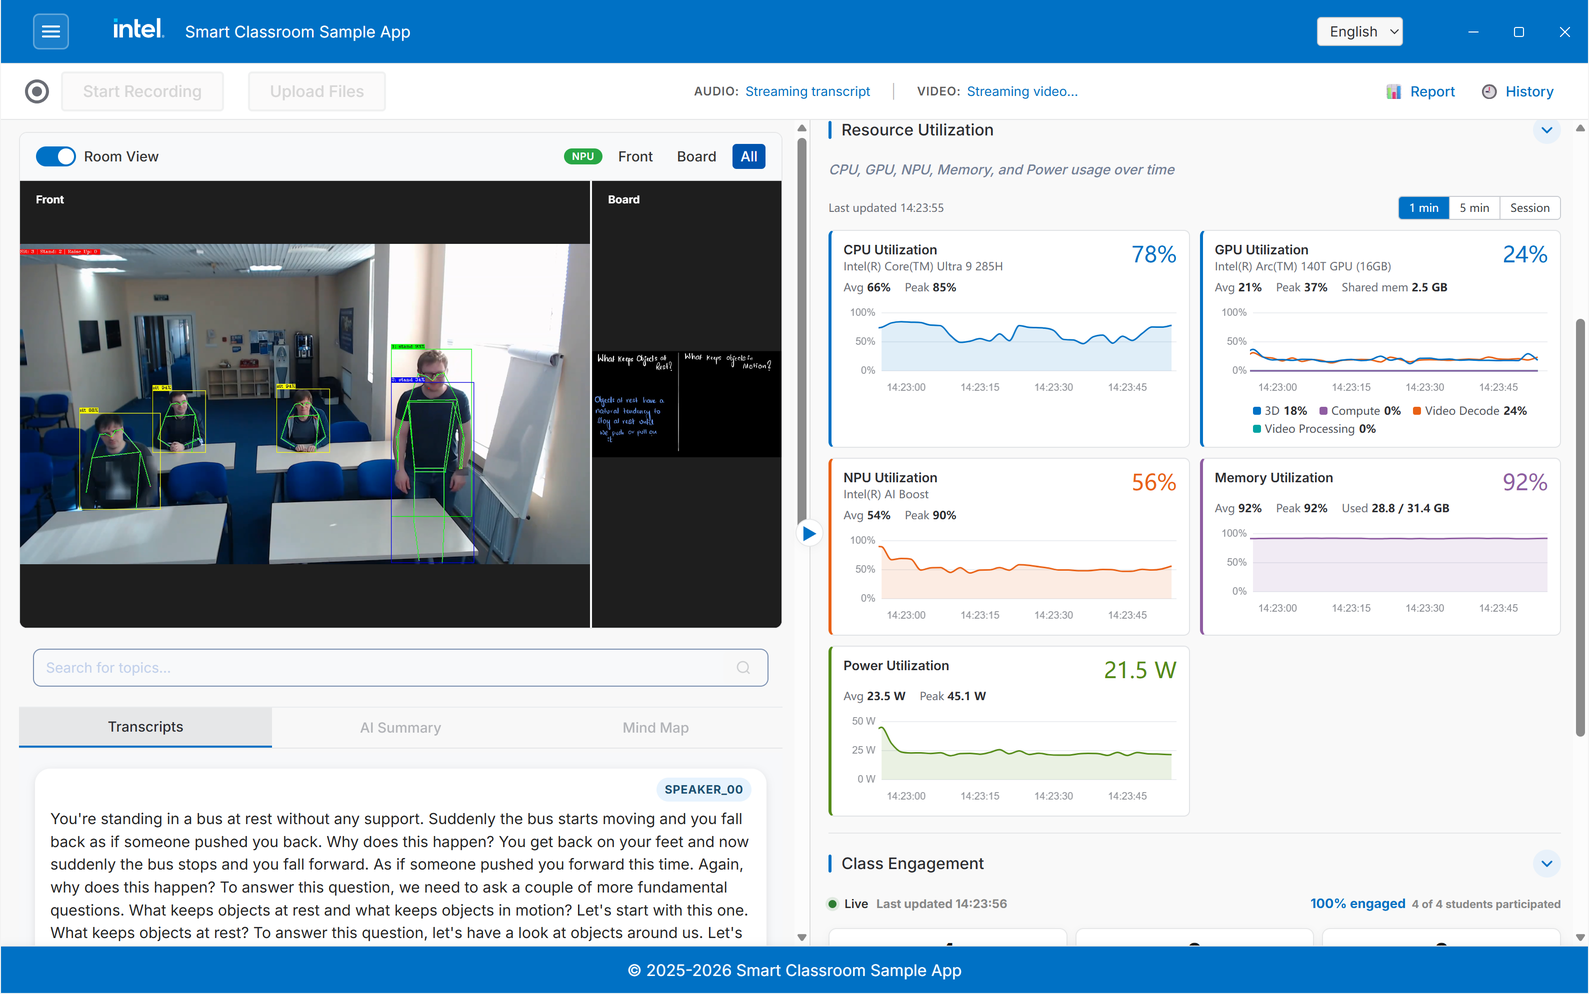 intel. Smart Classroom Sample App
English
Start Recording
Upload Files
AUDIO: Streaming transcript
VIDEO: Streaming video...
Report
History
Room View
NPU
Front
Board
All
Front
Board
What Keeps Objects at
Rest?
What keeps objects in
Motion?
Objects at rest have a
natural tendency to
stay at rest until
we push or pull on
it
Search for topics...
Transcripts
AI Summary
Mind Map
SPEAKER_00
You're standing in a bus at rest without any support. Suddenly the bus starts moving and you fall
back as if someone pushed you back. Why does this happen? You get back on your feet and now
suddenly the bus stops and you fall forward. As if someone pushed you forward this time. Again,
why does this happen? To answer this question, we need to ask a couple of more fundamental
questions. What keeps objects at rest and what keeps objects in motion? Let's start with this one.
What keeps objects at rest? To answer this question, let's have a look at objects around us. Let's
Resource Utilization
CPU, GPU, NPU, Memory, and Power usage over time
Last updated 14:23:55
1 min
5 min
Session
CPU Utilization
78%
Intel(R) Core(TM) Ultra 9 285H
Avg 66% Peak 85%
100%
50%
0%
14:23:00 14:23:15 14:23:30 14:23:45
GPU Utilization
24%
Intel(R) Arc(TM) 140T GPU (16GB)
Avg 21% Peak 37% Shared mem 2.5 GB
100%
50%
0%
14:23:00 14:23:15 14:23:30 14:23:45
3D 18% Compute 0% Video Decode 24%
Video Processing 0%
NPU Utilization
56%
Intel(R) AI Boost
Avg 54% Peak 90%
100%
50%
0%
14:23:00 14:23:15 14:23:30 14:23:45
Memory Utilization
92%
Avg 92% Peak 92% Used 28.8 / 31.4 GB
100%
50%
0%
14:23:00 14:23:15 14:23:30 14:23:45
Power Utilization
21.5 W
Avg 23.5 W Peak 45.1 W
50 W
25 W
0 W
14:23:00 14:23:15 14:23:30 14:23:45
Class Engagement
Live Last updated 14:23:56
100% engaged 4 of 4 students participated
© 2025-2026 Smart Classroom Sample App